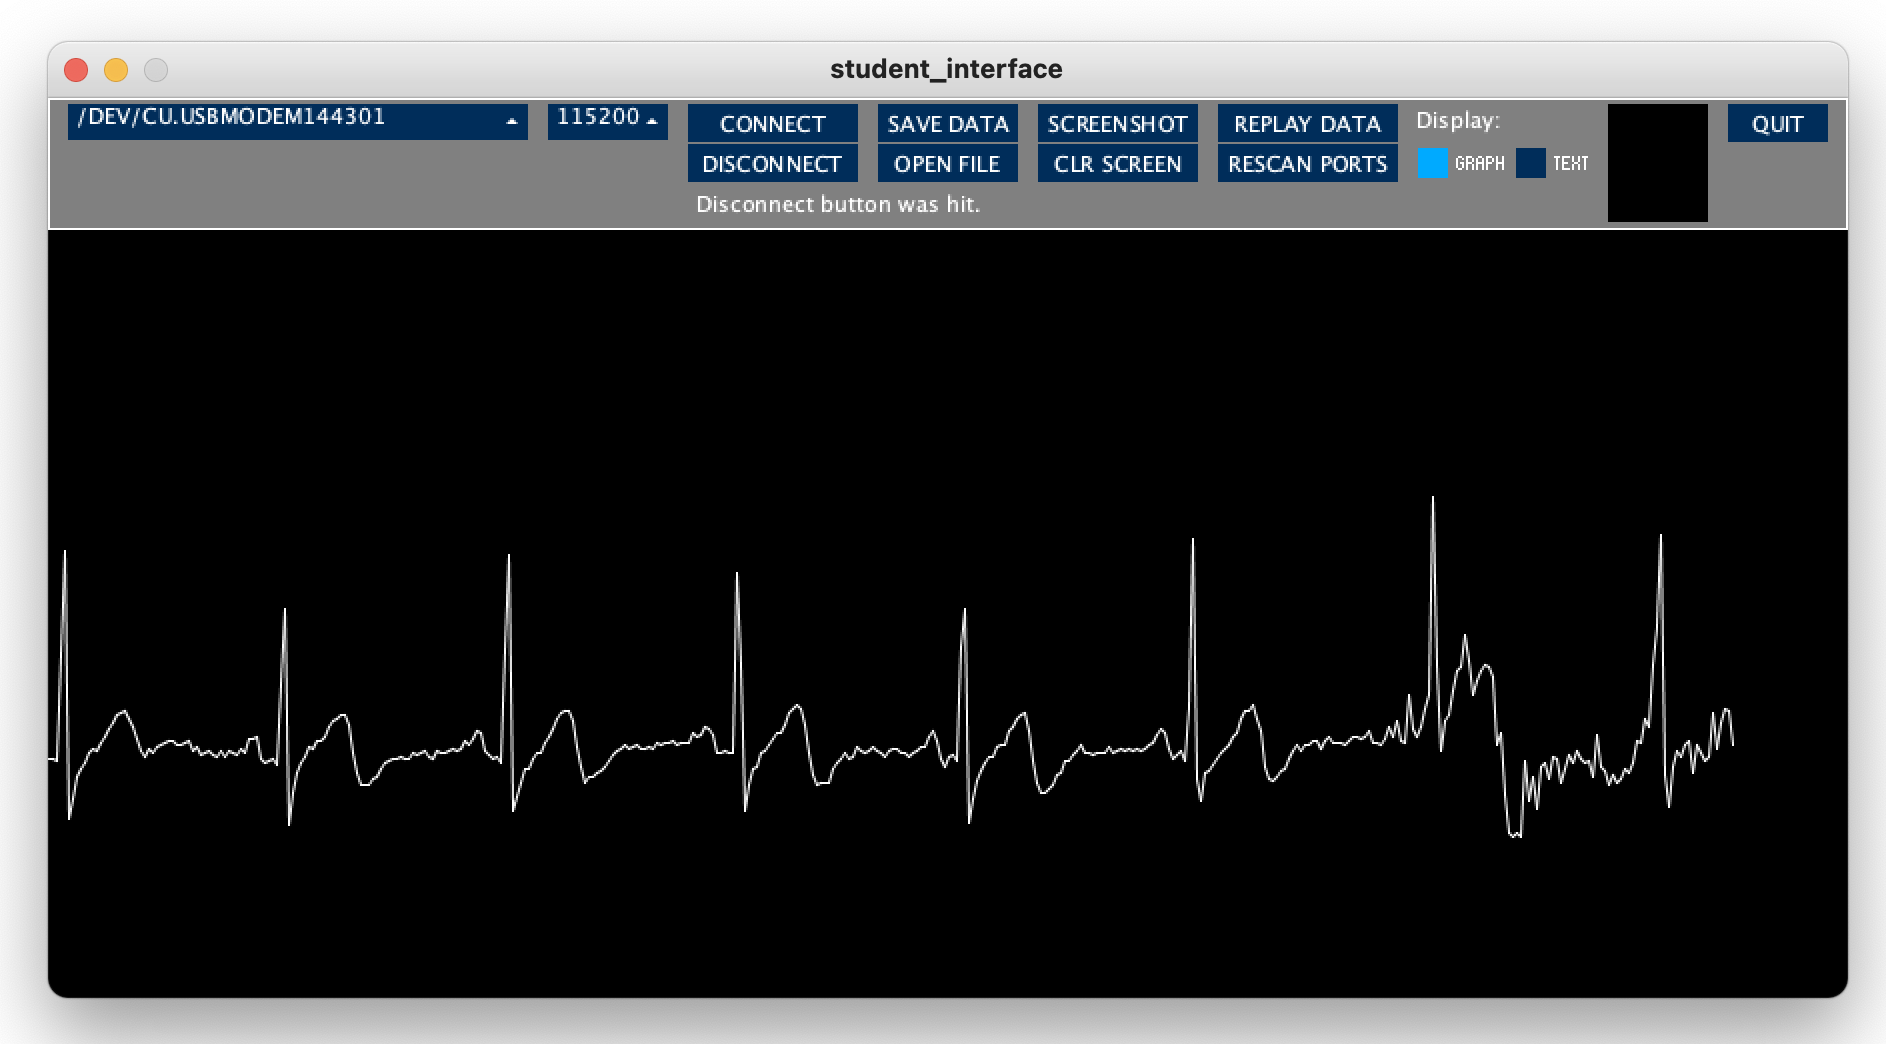 student_interface
/DEV/CU.USBMODEM144301
115200
CONNECT
SAVE DATA
SCREENSHOT
REPLAY DATA
Display:
QUIT
DISCONNECT
OPEN FILE
CLR SCREEN
RESCAN PORTS
GRAPH
TEXT
Disconnect button was hit.